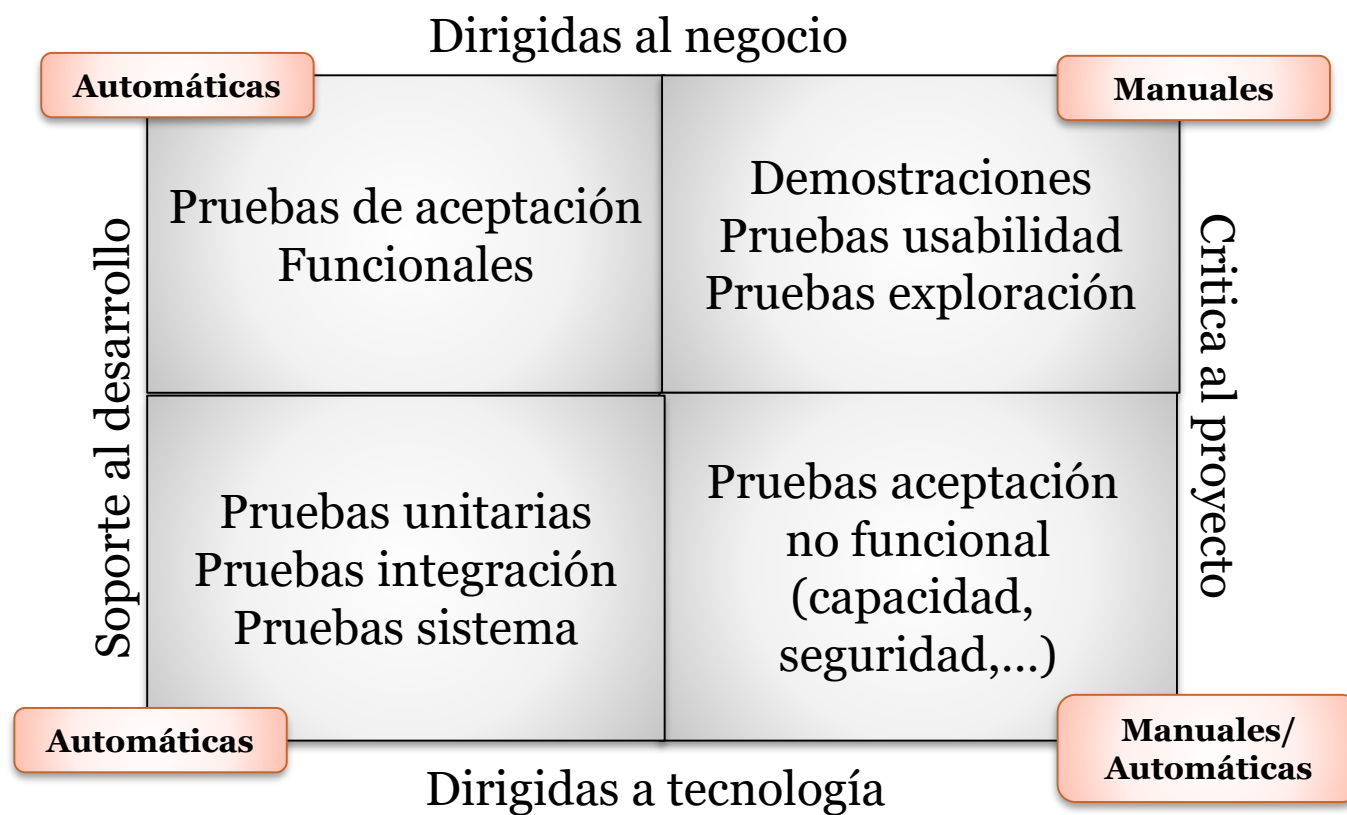 Dirigidas al negocio
Automáticas
Manuales
Pruebas de aceptación
Funcionales
Demostraciones
Pruebas usabilidad
Pruebas exploración
Soporte al desarrollo
Critica al proyecto
Pruebas unitarias
Pruebas integración
Pruebas sistema
Pruebas aceptación
no funcional
(capacidad,
seguridad,...)
Automáticas
Manuales/
Automáticas
Dirigidas a tecnología